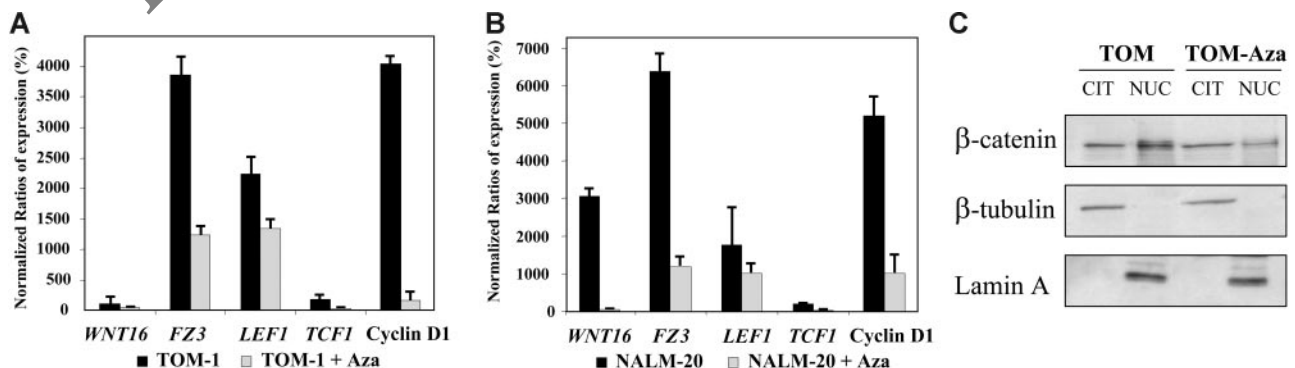 A
Normalized Ratios of expression (%)
4000
3500
3000
2500
2000
1500
1000
500
0
WNT16 FZ3 LEF1 TCF1 Cyclin D1
TOM-1 TOM-1 + Aza
B
Normalized Ratios of expression (%)
7000
6000
5000
4000
3000
2000
1000
0
WNT16 FZ3 LEF1 TCF1 Cyclin D1
NALM-20 NALM-20 + Aza
C
TOM TOM-Aza
CIT NUC CIT NUC
β-catenin
β-tubulin
Lamin A